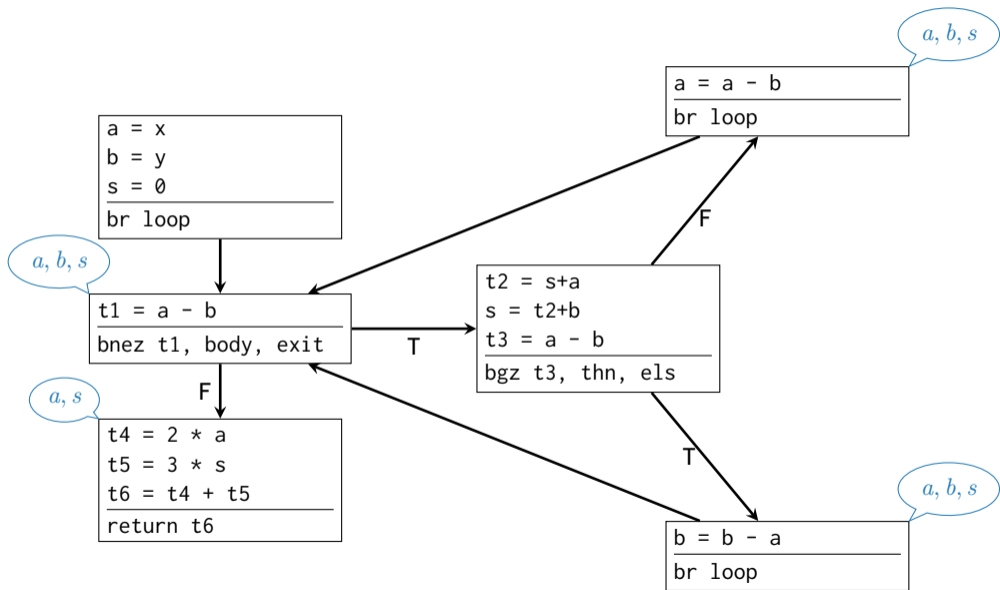 a, b, s
a = a - b
br loop
a = x
b = y
s = 0
br loop
F
a, b, s
t1 = a - b
bnez t1, body, exit
T
t2 = s+a
s = t2+b
t3 = a - b
bgz t3, thn, els
F
a, s
t4 = 2 * a
t5 = 3 * s
t6 = t4 + t5
return t6
T
a, b, s
b = b - a
br loop